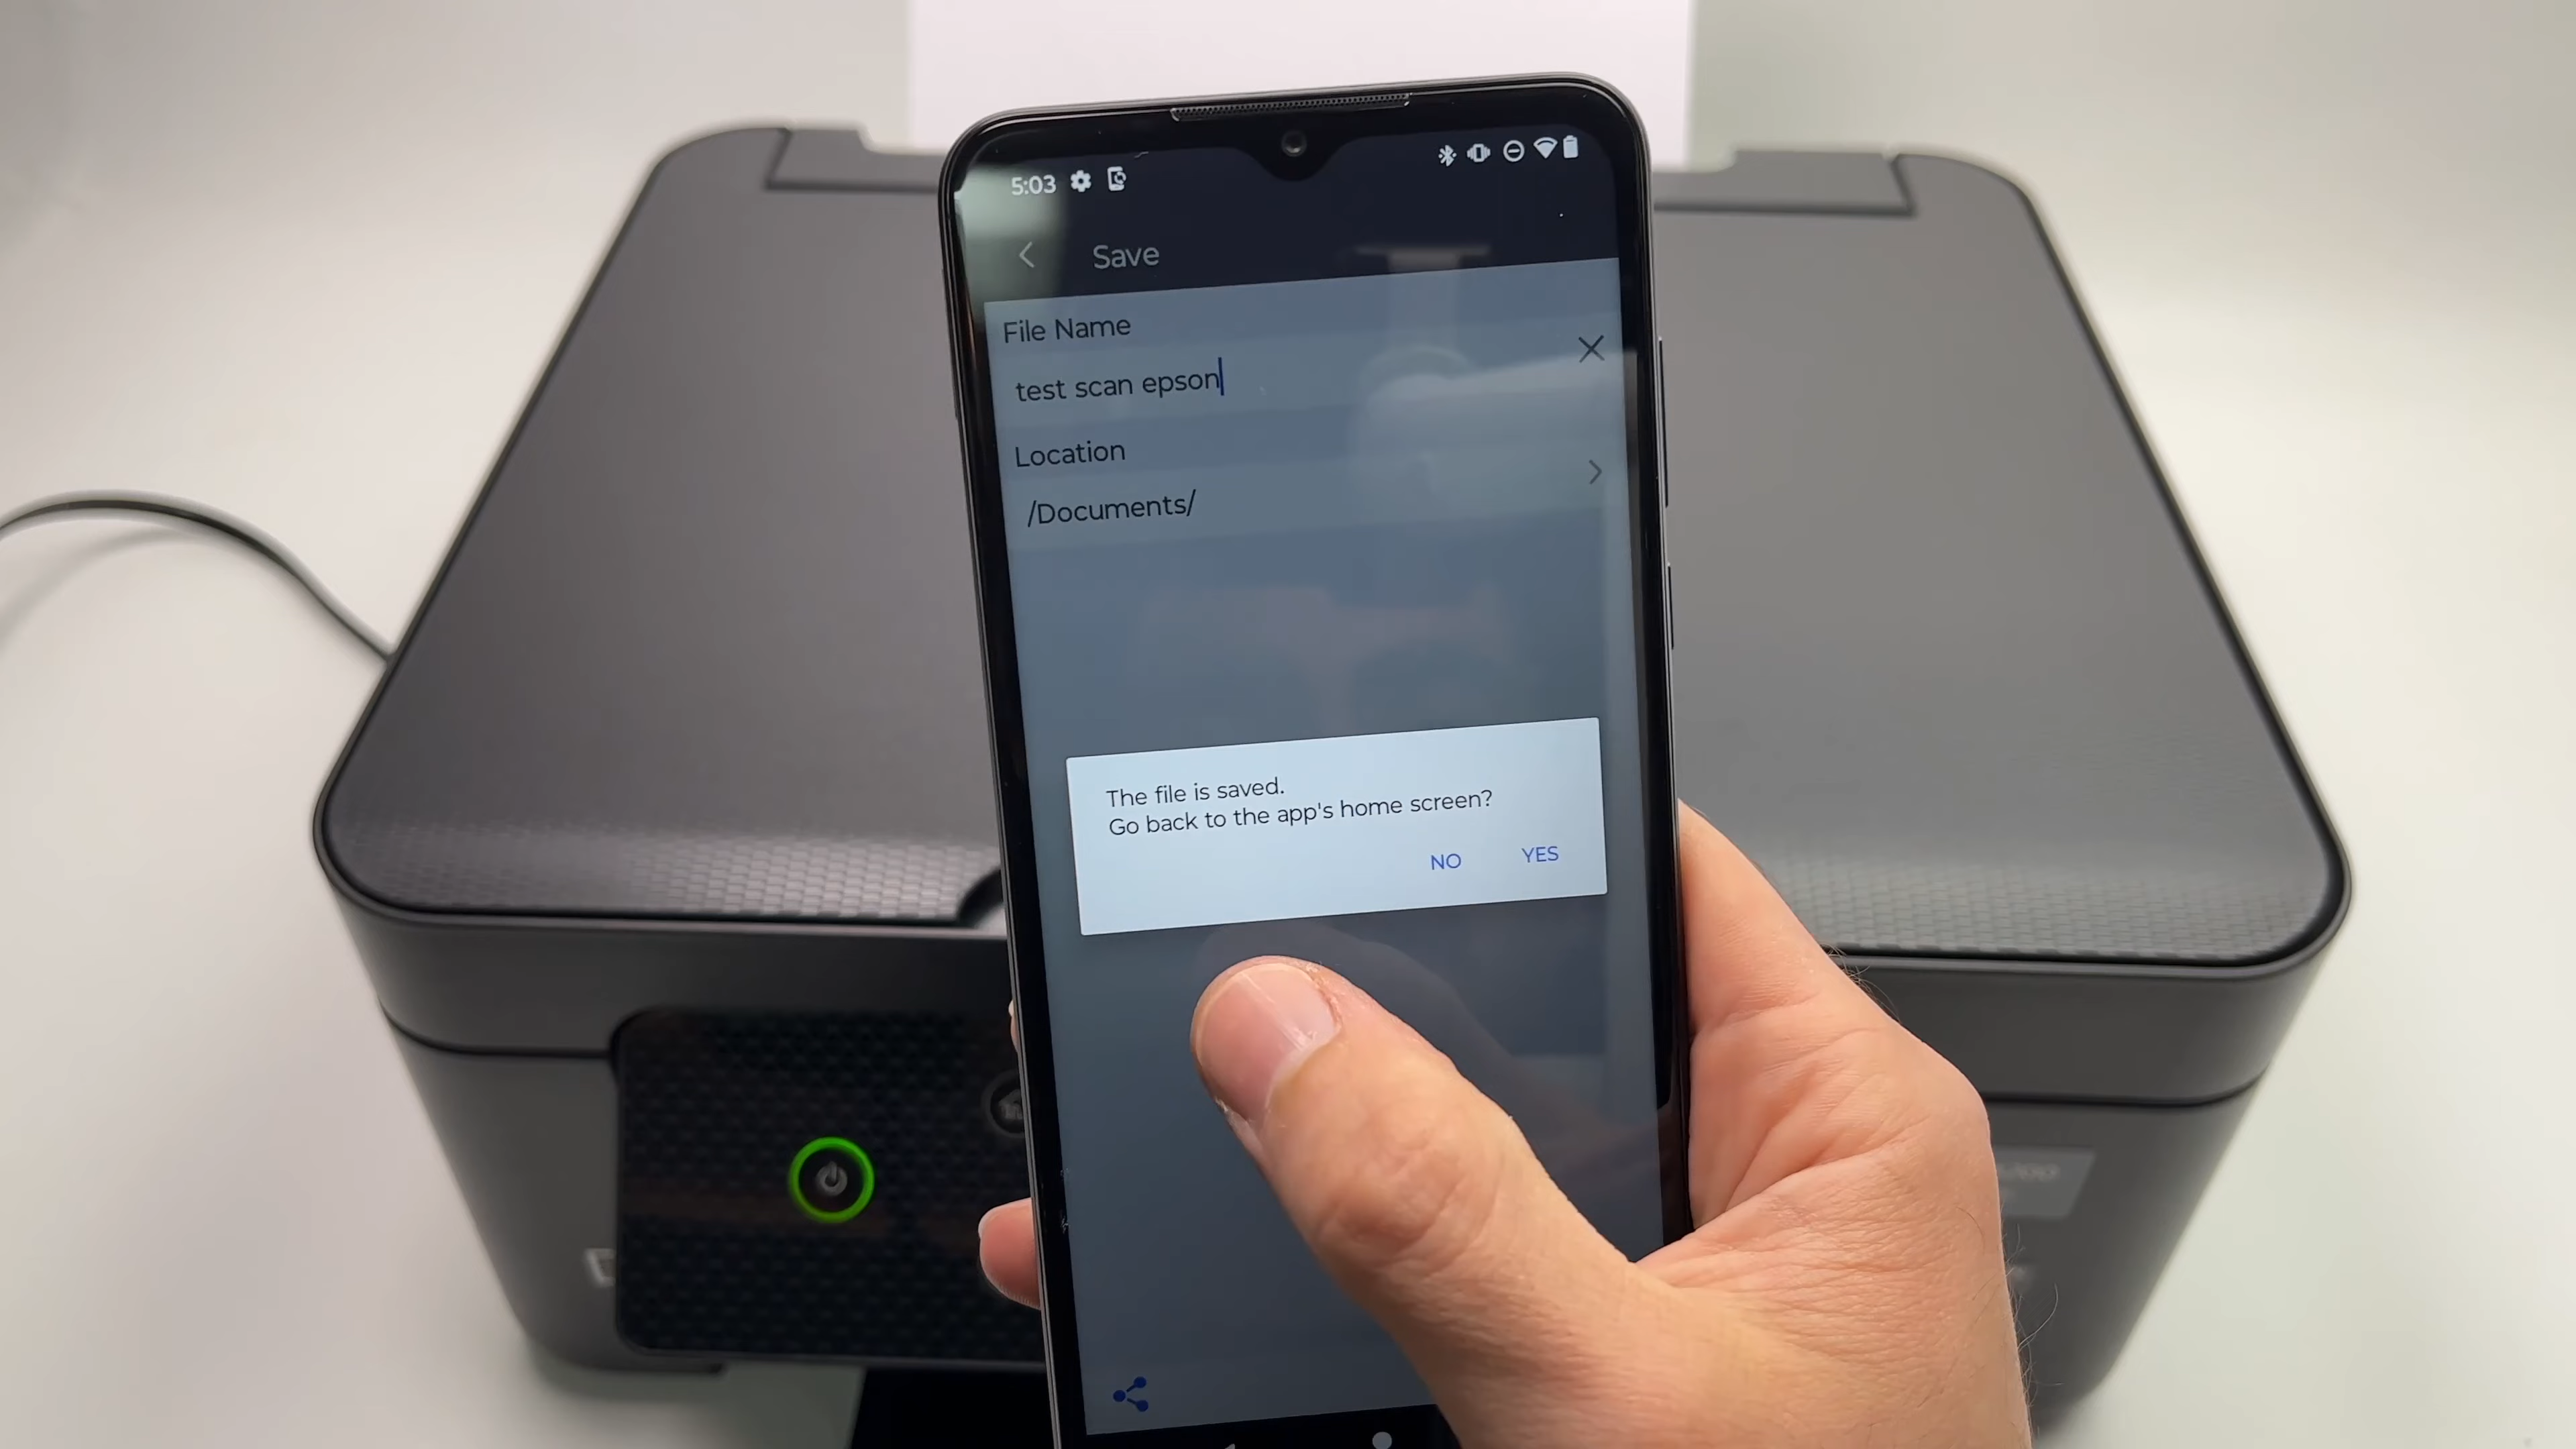 5:03
Save
File Name
test scan epson
Location
/Documents/
The file is saved.
Go back to the app's home screen?
NO YES